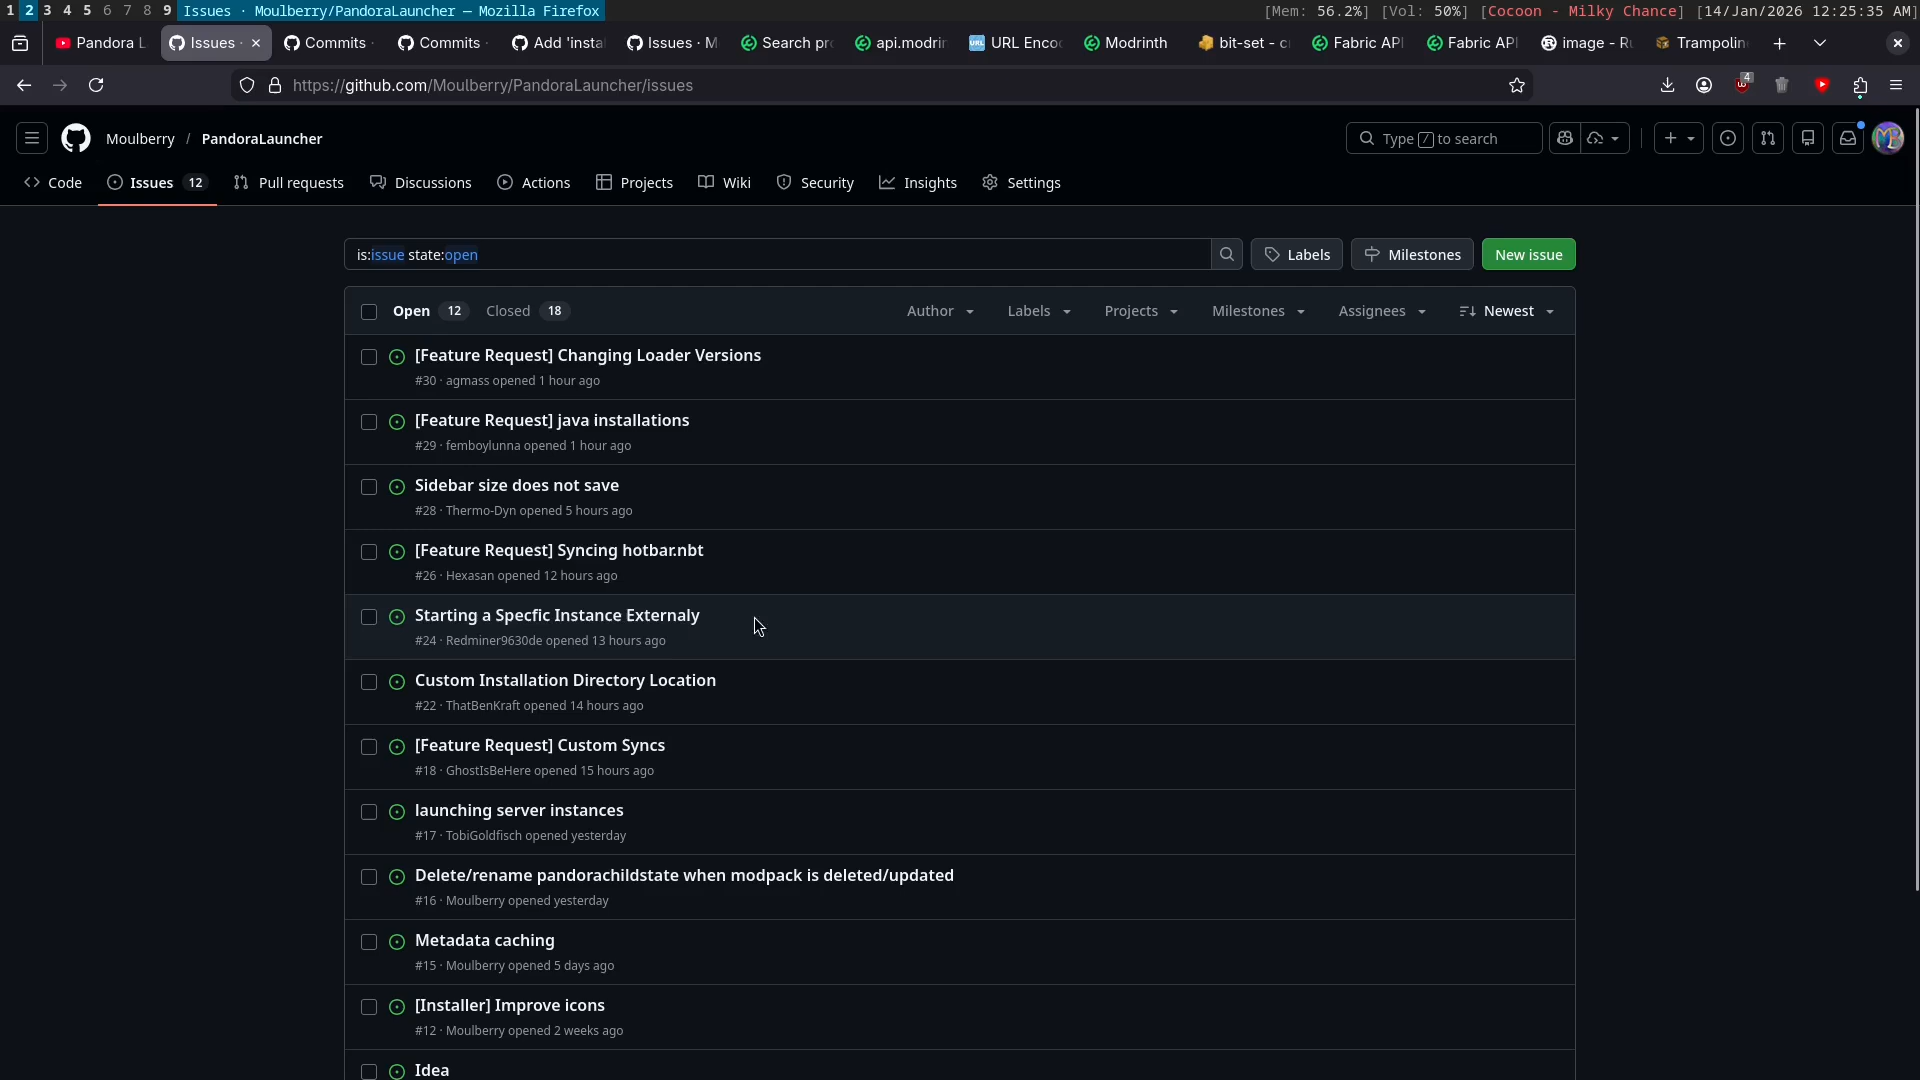 1 2 3 4 5 6 7 8 9 Issues · Moulberry/PandoraLauncher — Mozilla Firefox [Mem: 56.2%] [Vol: 50%] [Cocoon - Milky Chance] [14/Jan/2026 12:25:35 AM]
Pandora L Issues · Commits · Commits · Add 'insta Issues · M Search pr api.modri URL Enco Modrinth bit-set - c Fabric API Fabric API image - Ru Trampolin
https://github.com/Moulberry/PandoraLauncher/issues 4
Moulberry / PandoraLauncher Type / to search
Code Issues 12 Pull requests Discussions Actions Projects Wiki Security Insights Settings
is:issue state:open Labels Milestones New issue
Open 12 Closed 18 Author Labels Projects Milestones Assignees Newest
[Feature Request] Changing Loader Versions
#30 · agmass opened 1 hour ago
[Feature Request] java installations
#29 · femboylunna opened 1 hour ago
Sidebar size does not save
#28 · Thermo-Dyn opened 5 hours ago
[Feature Request] Syncing hotbar.nbt
#26 · Hexasan opened 12 hours ago
Starting a Specfic Instance Externaly
#24 · Redminer9630de opened 13 hours ago
Custom Installation Directory Location
#22 · ThatBenKraft opened 14 hours ago
[Feature Request] Custom Syncs
#18 · GhostIsBeHere opened 15 hours ago
launching server instances
#17 · TobiGoldfisch opened yesterday
Delete/rename pandorachildstate when modpack is deleted/updated
#16 · Moulberry opened yesterday
Metadata caching
#15 · Moulberry opened 5 days ago
[Installer] Improve icons
#12 · Moulberry opened 2 weeks ago
Idea